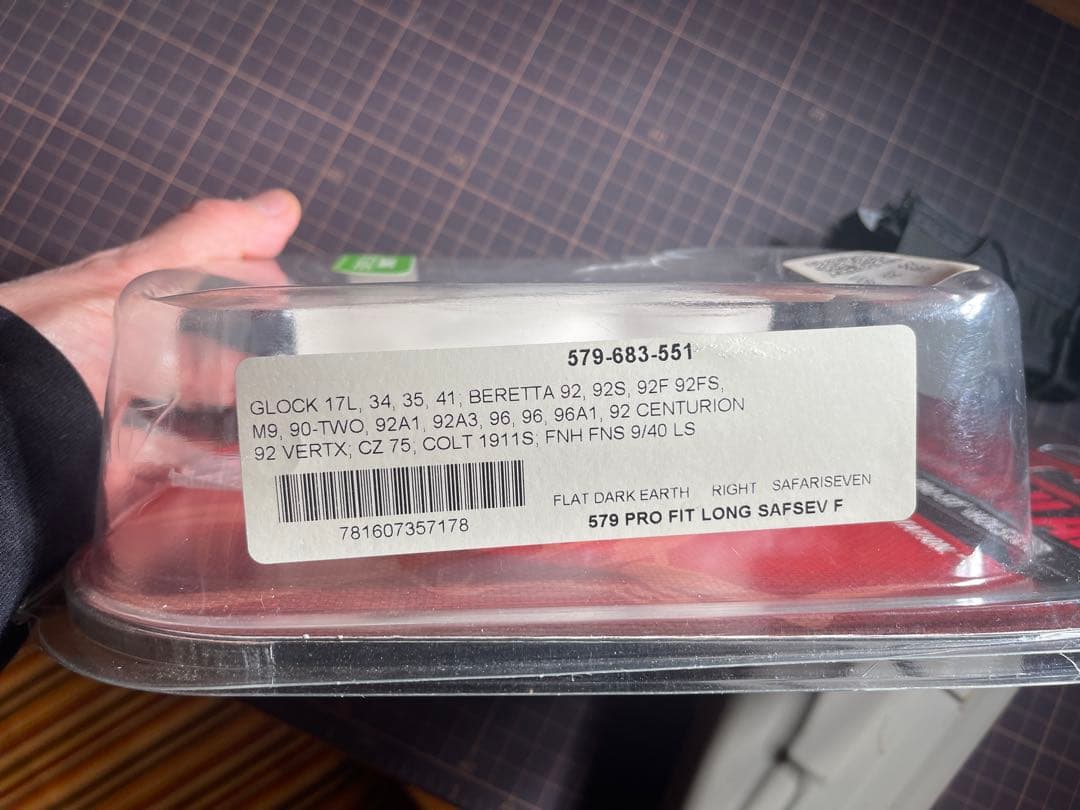 579-683-551
GLOCK 17L, 34, 35, 41; BERETTA 92, 92S, 92F 92FS,
M9, 90-TWO, 92A1, 92A3, 96, 96, 96A1, 92 CENTURION
92 VERTX; CZ 75, COLT 1911S; FNH FNS 9/40 LS
781607357178
FLAT DARK EARTH RIGHT SAFARISEVEN
579 PRO FIT LONG SAFSEV F